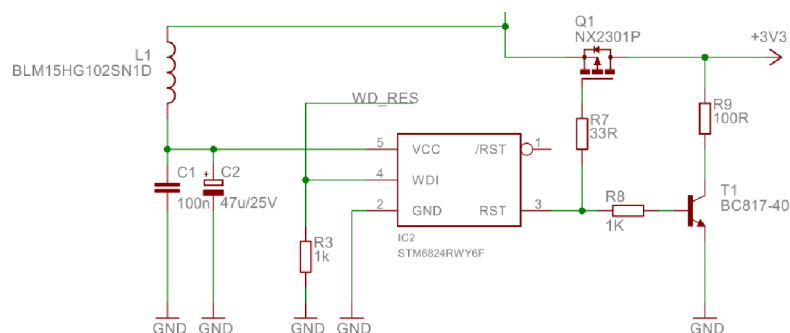 Q1
NX2301P
+3V3
L1
BLM15HG102SN1D
WD_RES
R9
100R
R7
33R
5
VCC
/RST
1
C1
100n
C2
+
47u/25V
4
WDI
T1
BC817-40
2
GND
RST
3
R8
1K
R3
1k
IC2
STM6824RWY6F
GND
GND
GND
GND
GND